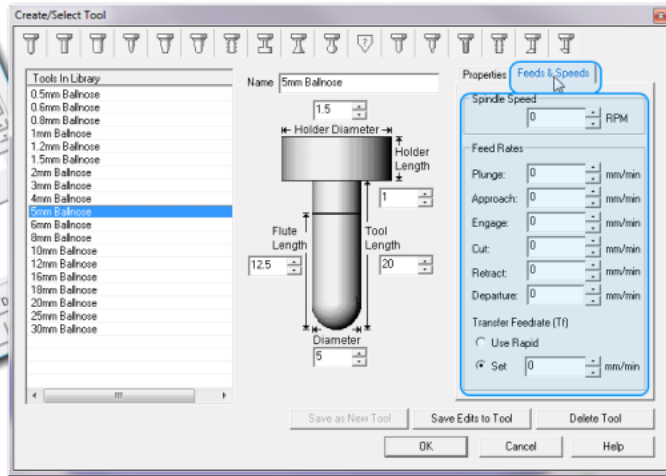 Create/Select Tool
Tools In Library
0.5mm Ballnose
0.6mm Ballnose
0.8mm Ballnose
1mm Ballnose
1.2mm Ballnose
1.5mm Ballnose
2mm Ballnose
3mm Ballnose
4mm Ballnose
5mm Ballnose
6mm Ballnose
8mm Ballnose
10mm Ballnose
12mm Ballnose
16mm Ballnose
18mm Ballnose
20mm Ballnose
25mm Ballnose
30mm Ballnose
Name 5mm Ballnose
1.5
Holder Diameter
Holder
Length
1
Flute
Length
Tool
Length
12.5
20
Diameter
5
Properties Feeds & Speeds
Spindle Speed
0 RPM
Feed Rates
Plunge: 0 mm/min
Approach: 0 mm/min
Engage: 0 mm/min
Cut: 0 mm/min
Retract: 0 mm/min
Departure: 0 mm/min
Transfer Feedrate (Tf)
Use Rapid
Set 0 mm/min
Save as New Tool Save Edits to Tool Delete Tool
OK Cancel Help